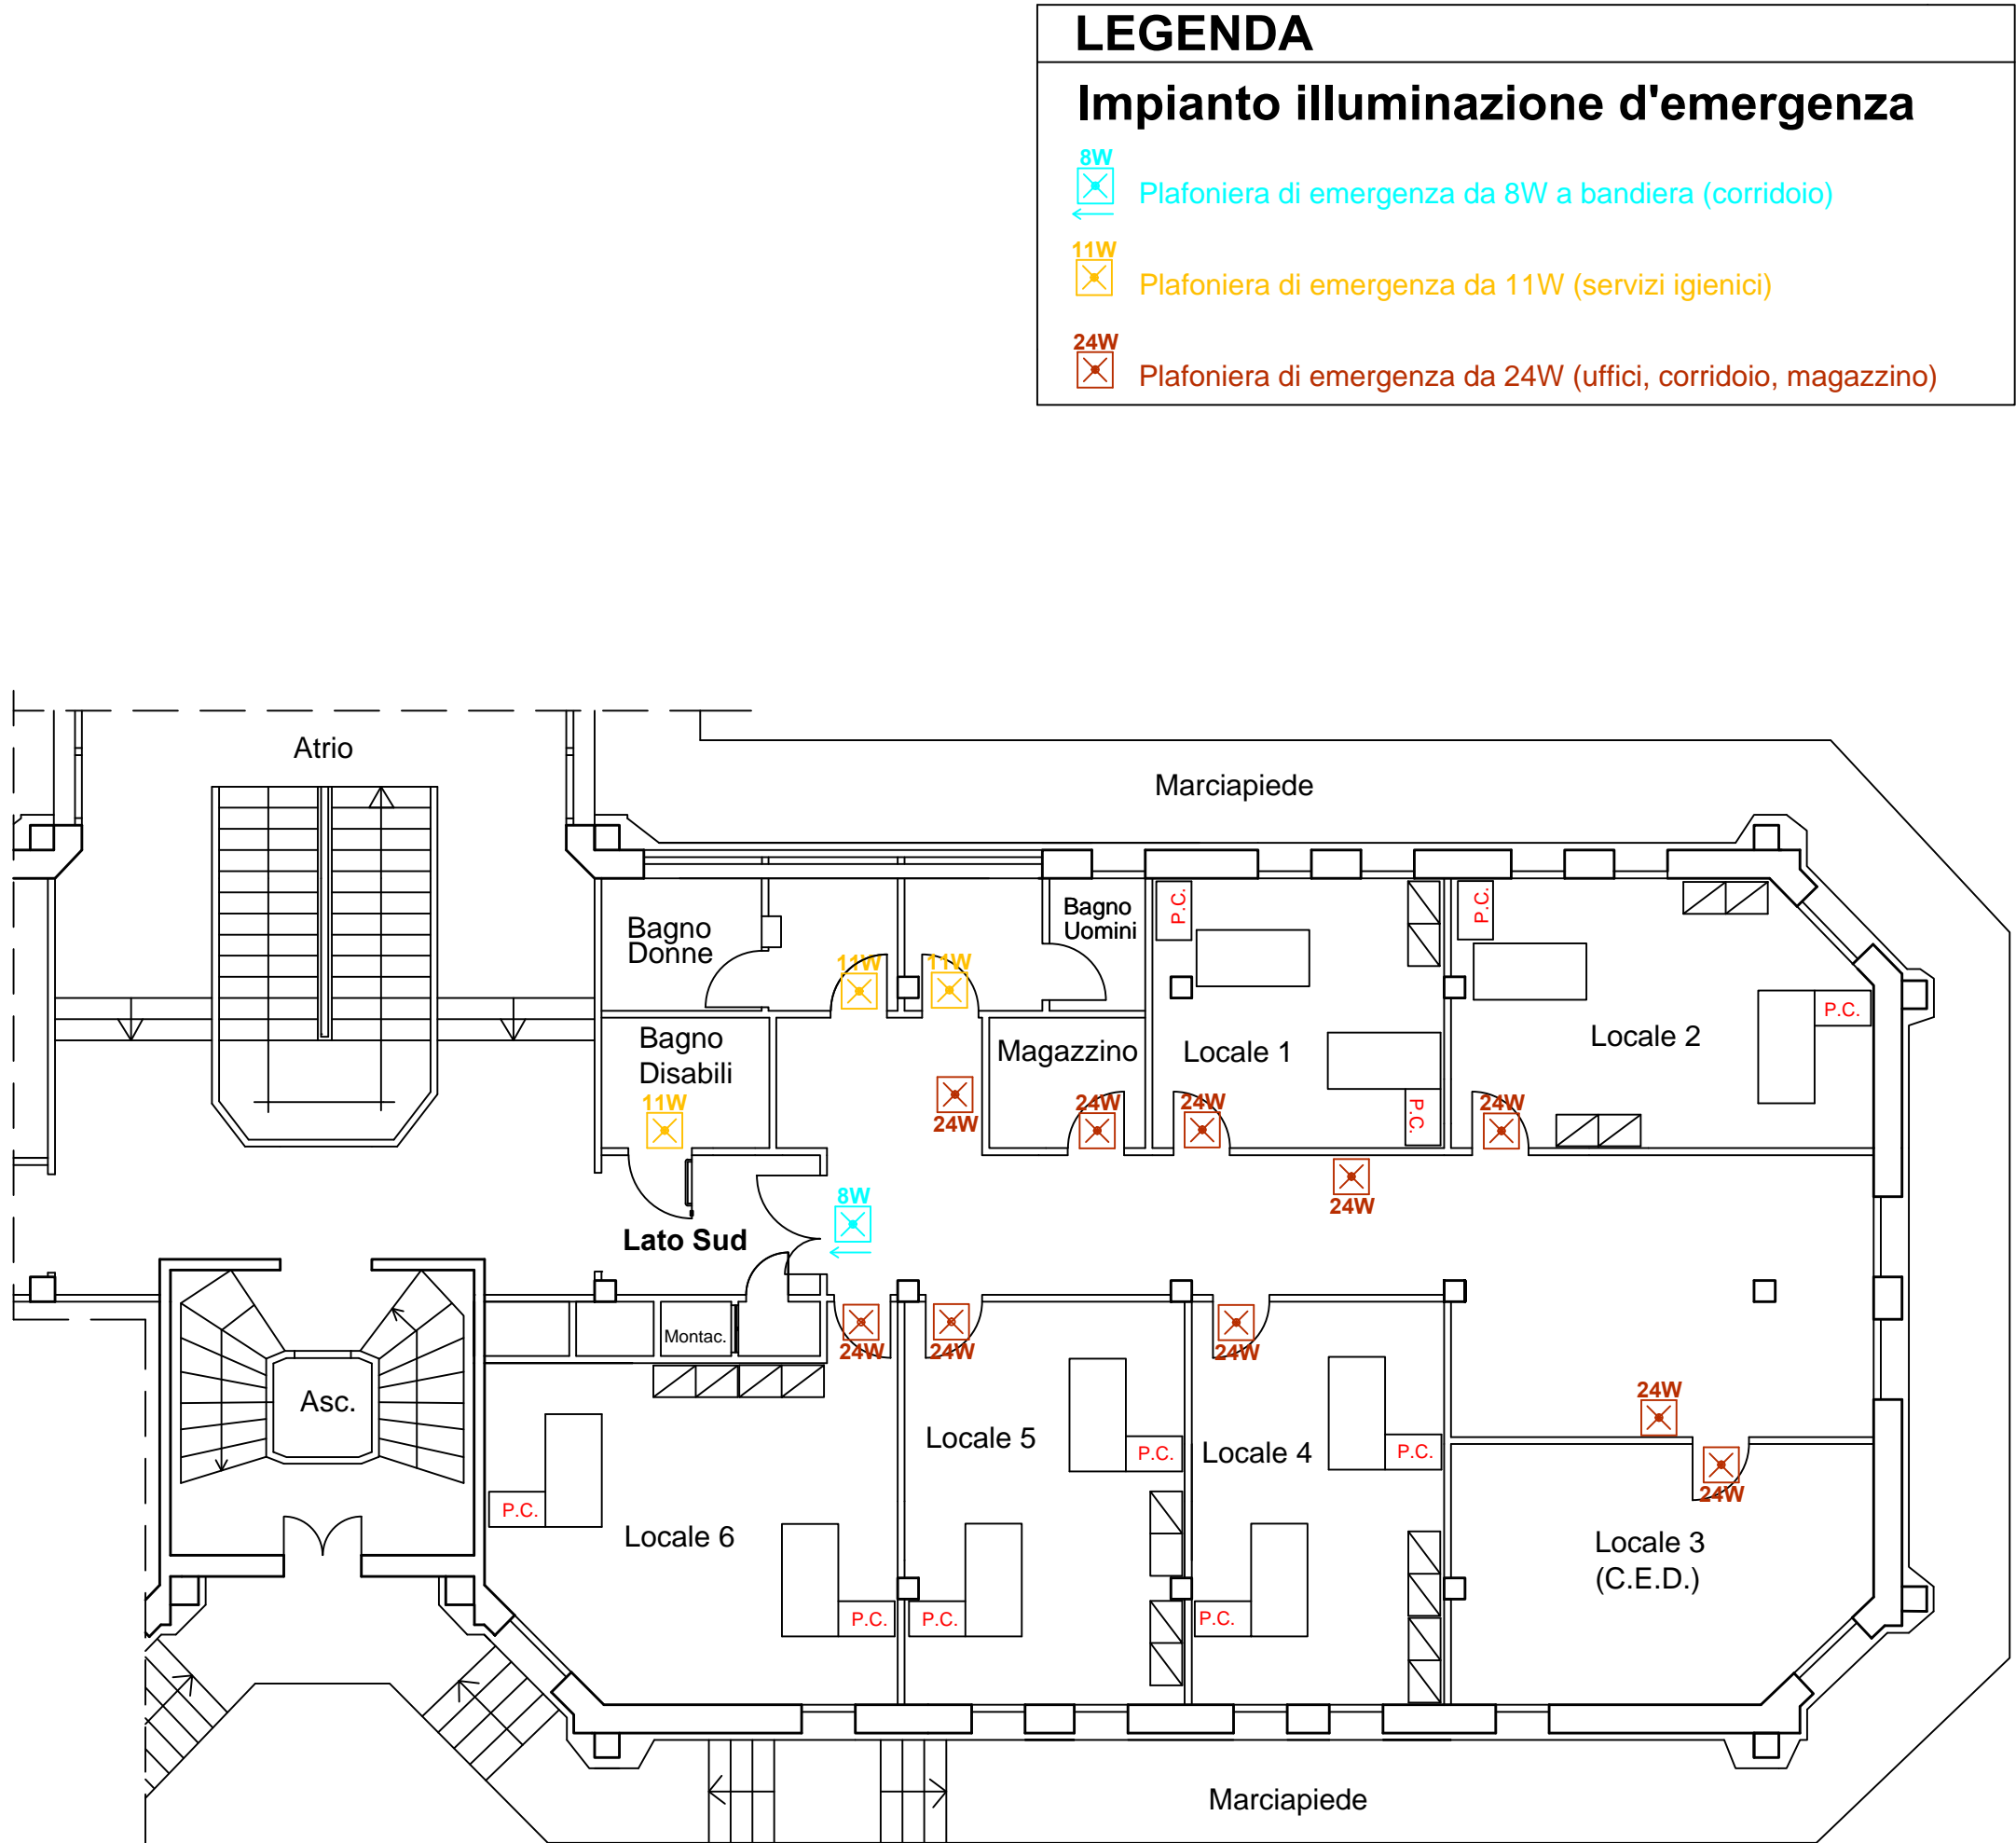 LEGENDA
Impianto illuminazione d'emergenza
8W
Plafoniera di emergenza da 8W a bandiera (corridoio)
11W
Plafoniera di emergenza da 11W (servizi igienici)
24W
Plafoniera di emergenza da 24W (uffici, corridoio, magazzino)
Atrio
Marciapiede
Bagno
Donne
Bagno
Uomini
P.C.
P.C.
11W
11W
P.C.
Bagno
Disabili
Magazzino
Locale 1
Locale 2
11W
24W
24W
24W
24W
P.C.
8W
24W
Lato Sud
Montac.
24W
24W
24W
Asc.
24W
Locale 5
P.C.
Locale 4
P.C.
24W
P.C.
Locale 6
Locale 3
(C.E.D.)
P.C.
P.C.
P.C.
Marciapiede